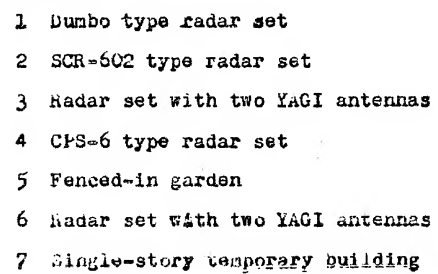 1 Dumbo type radar set
2 SCR-602 type radar set
3 Radar set with two YAGI antennas
4 CPS-6 type radar set
5 Fenced-in garden
6 Radar set with two YAGI antennas
7 Single-story temporary building